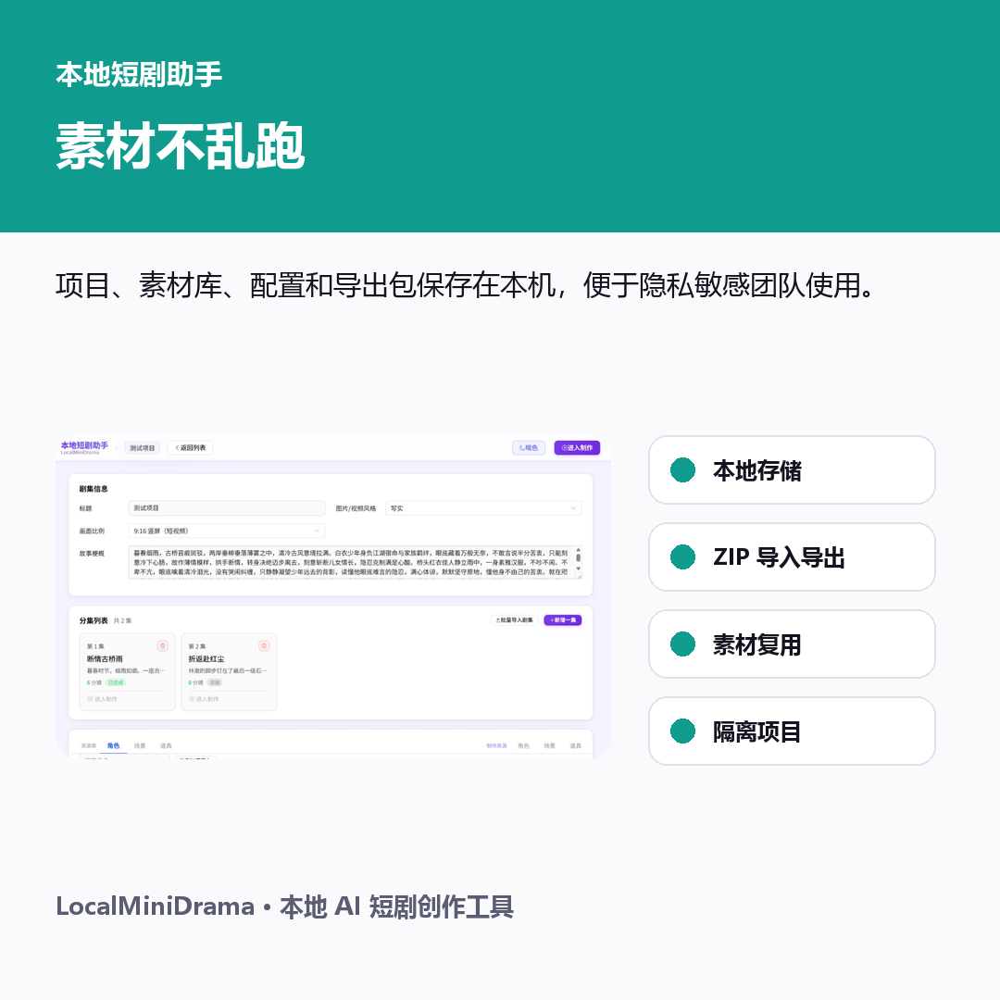 本地短剧助手
素材不乱跑
项目、素材库、配置和导出包保存在本机，便于隐私敏感团队使用。
本地短剧助手
LocalMiniDrama
测试项目
返回列表
暗色
进入制作
剧集信息
标题
测试项目
图片/视频风格
写实
画面比例
9:16 竖屏（短视频）
故事梗概
暮春烟雨，古桥苔痕斑驳，两岸垂柳垂落薄雾之中，清冷古风意境拉满。白衣少年身负江湖宿命与家族羁绊，眼底藏着万般无奈，不敢言说半分苦衷，只能刻
意冷下心肠，故作薄情模样，拱手断情，转身决绝迈步离去，刻意斩断儿女情长，隐忍克制满是心酸。桥头红衣佳人静立雨中，一身素雅汉服，不吵不闹、不
卑不亢，眼底噙着清冷泪光，没有哭闹纠缠，只静静凝望少年远去的背影，读懂他眼底难言的隐忍，满心体谅，默默坚守原地，懂他身不由己的苦衷。就在咫
分集列表
共 2 集
批量导入剧集
新增一集
第 1 集
断情古桥雨
暮春时节，细雨如烟。一座古…
6 分镜
已完成
进入制作
第 2 集
折返赴红尘
林澈的脚步钉在了最后一级石…
0 分镜
草稿
进入制作
角色
场景
道具
制作资源
角色
场景
道具
本地存储
ZIP 导入导出
素材复用
隔离项目
LocalMiniDrama • 本地 AI 短剧创作工具